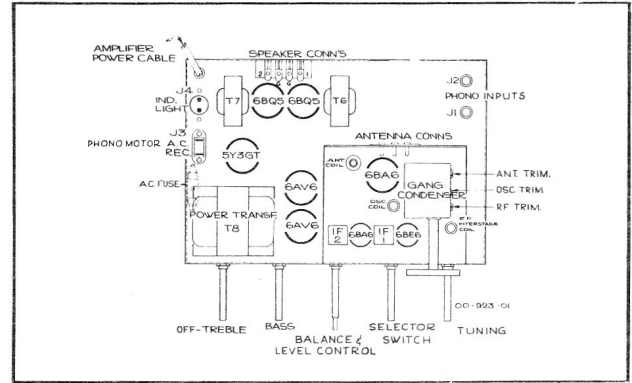 AMPLIFIER
POWER CABLE
SPEAKER CONN'S
2 G G 1
J4
IND.
LIGHT
T7
6BQ5
6BQ5
T6
J2
PHONO INPUTS
J1
J3
PHONO MOTOR A.C.
REC.
5Y3GT
ANTENNA CONNS
ANT
COIL
6BA6
GANG
CONDENSER
ANT TRIM.
OSC TRIM.
RF TRIM.
A.C FUSE
6AV6
OSC
COIL
POWER TRANSF.
T8
6AV6
IF
2
6BA6
IF
1
6BE6
R.F.
INTERSTAGE
COIL
00-923-01
OFF-TREBLE
BASS
BALANCE &
LEVEL CONTROL
SELECTOR
SWITCH
TUNING